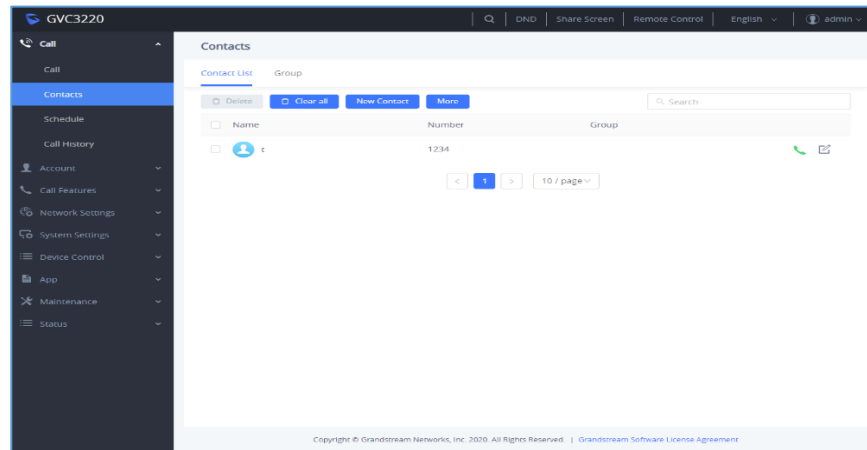 GVC3220
DND
Share Screen
Remote Control
English
admin
Call
Call
Contacts
Schedule
Call History
Account
Call Features
Network Settings
System Settings
Device Control
App
Maintenance
Status
Contacts
Contact List
Group
Delete
Clear all
New Contact
More
Search
Name
Number
Group
t
1234
<
1
>
10 / page
Copyright © Grandstream Networks, Inc. 2020. All Rights Reserved. | Grandstream Software License Agreement